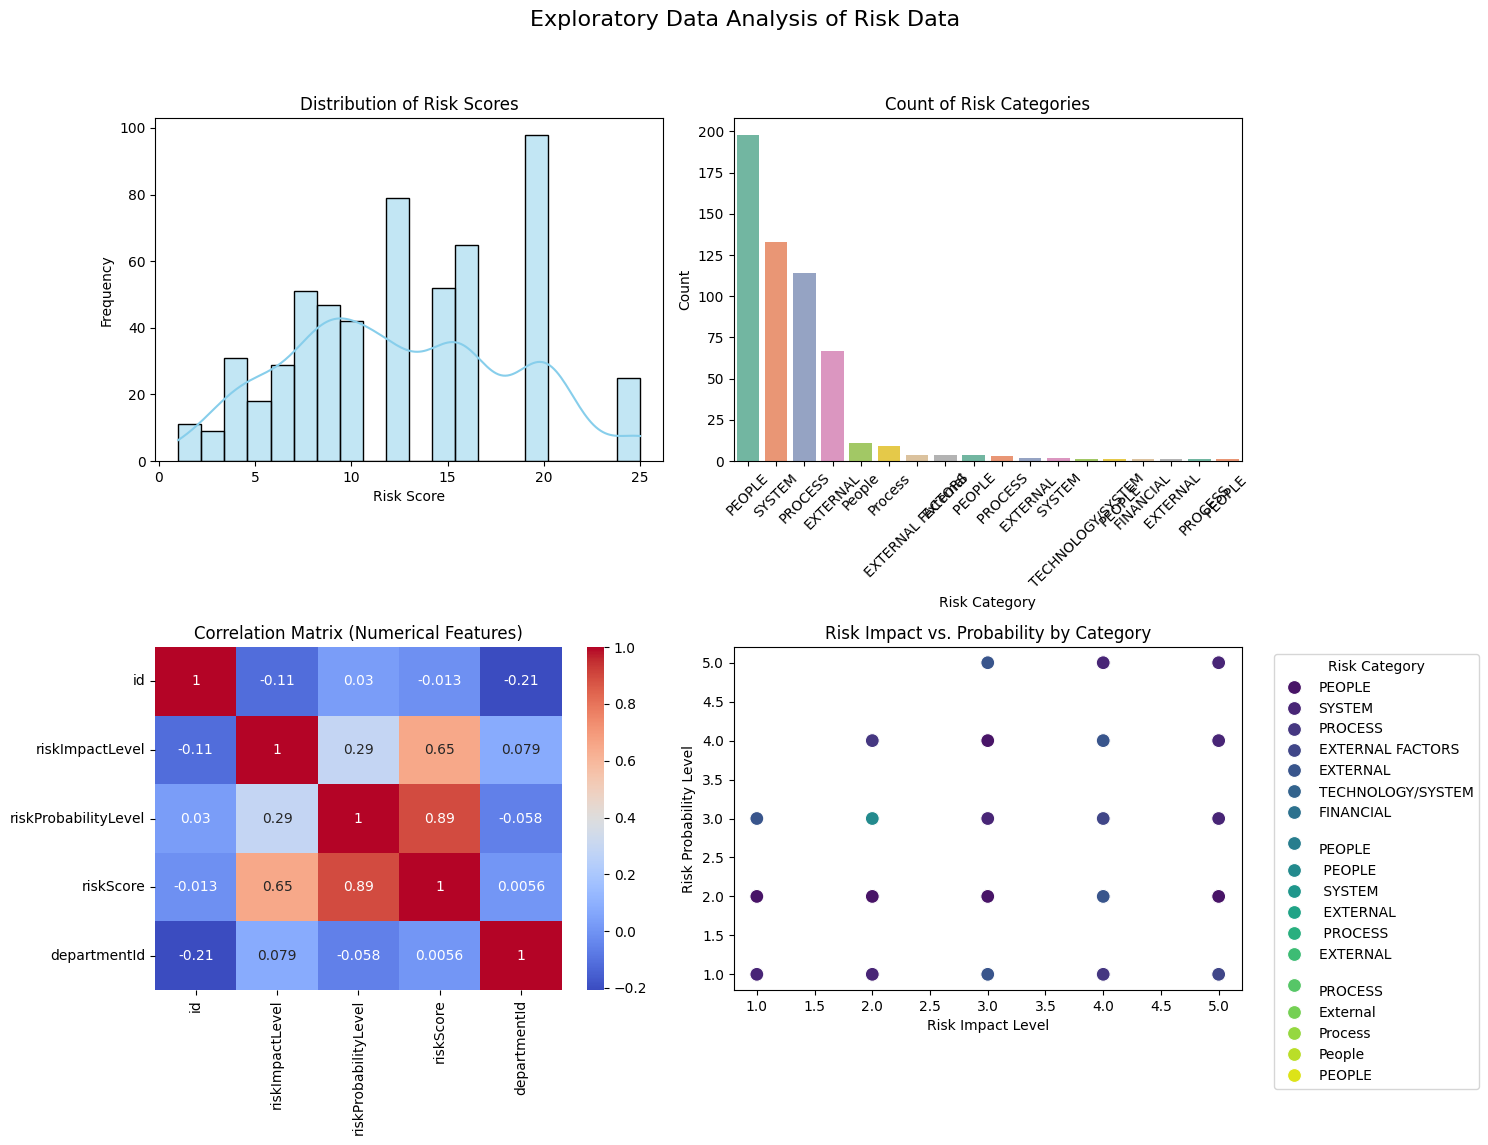 Exploratory Data Analysis of Risk Data
Distribution of Risk Scores
Frequency
100
80
60
40
20
0
0 5 10 15 20 25
Risk Score
Count of Risk Categories
Count
200
175
150
125
100
75
50
25
0
PEOPLE
SYSTEM
PROCESS
EXTERNAL
People
Process
EXTERNAL FACTORS
External
PEOPLE
PROCESS
EXTERNAL
SYSTEM
TECHNOLOGY/SYSTEM
PEOPLE
FINANCIAL
EXTERNAL
PROCESS
PEOPLE
Risk Category
Correlation Matrix (Numerical Features)
id 1 -0.11 0.03 -0.013 -0.21
riskImpactLevel -0.11 1 0.29 0.65 0.079
riskProbabilityLevel 0.03 0.29 1 0.89 -0.058
riskScore -0.013 0.65 0.89 1 0.0056
departmentId -0.21 0.079 -0.058 0.0056 1
id
riskImpactLevel
riskProbabilityLevel
riskScore
departmentId
1.0
0.8
0.6
0.4
0.2
0.0
−0.2
Risk Impact vs. Probability by Category
Risk Probability Level
5.0
4.5
4.0
3.5
3.0
2.5
2.0
1.5
1.0
1.0 1.5 2.0 2.5 3.0 3.5 4.0 4.5 5.0
Risk Impact Level
Risk Category
PEOPLE
SYSTEM
PROCESS
EXTERNAL FACTORS
EXTERNAL
TECHNOLOGY/SYSTEM
FINANCIAL
PEOPLE
PEOPLE
SYSTEM
EXTERNAL
PROCESS
EXTERNAL
PROCESS
External
Process
People
PEOPLE